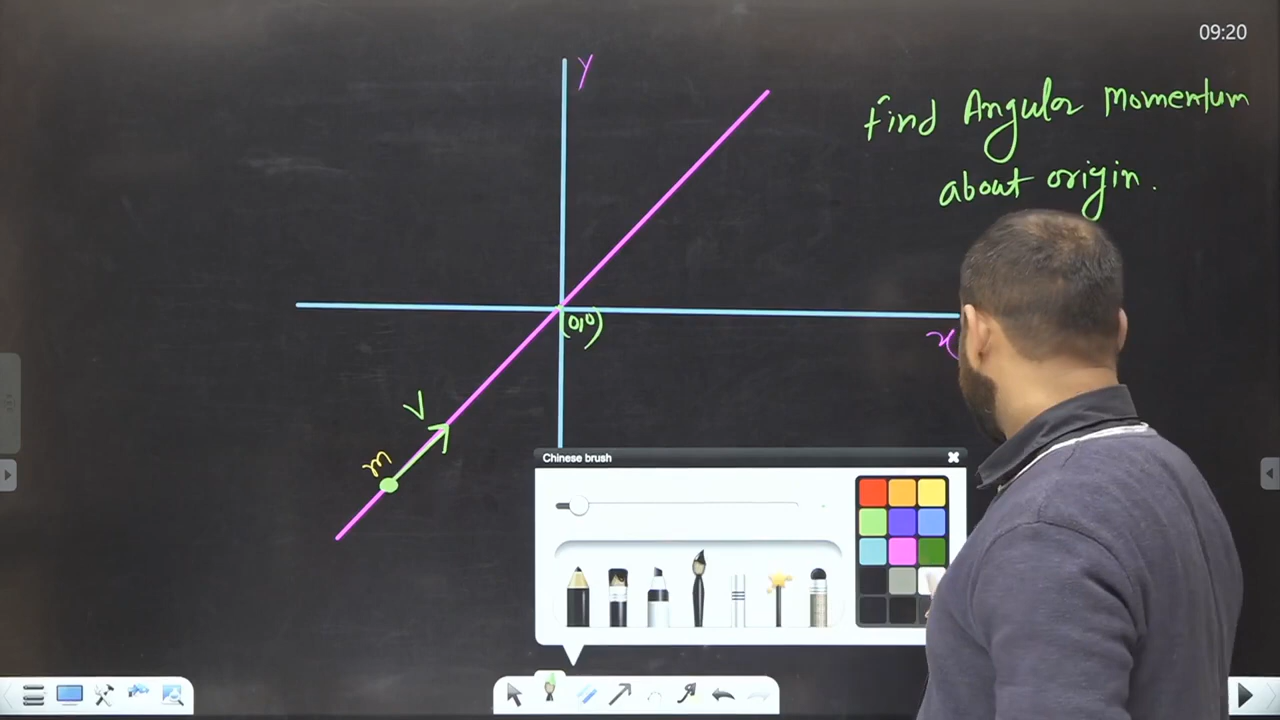 09:20
y
Find Angular Momentum
about origin.
(0,0)
x
V
m
Chinese brush